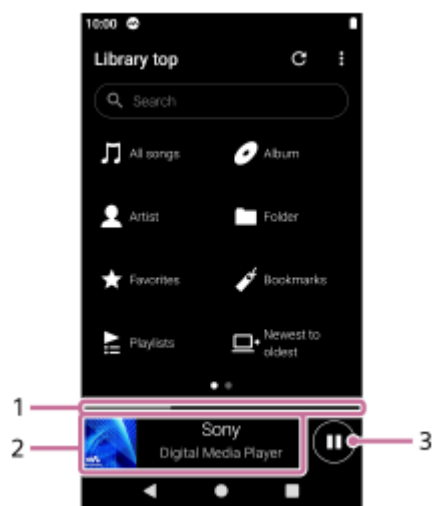 10:00
Library top
Search
All songs
Album
Artist
Folder
Favorites
Bookmarks
Playlists
Newest to
oldest
1
2
Sony
Digital Media Player
3